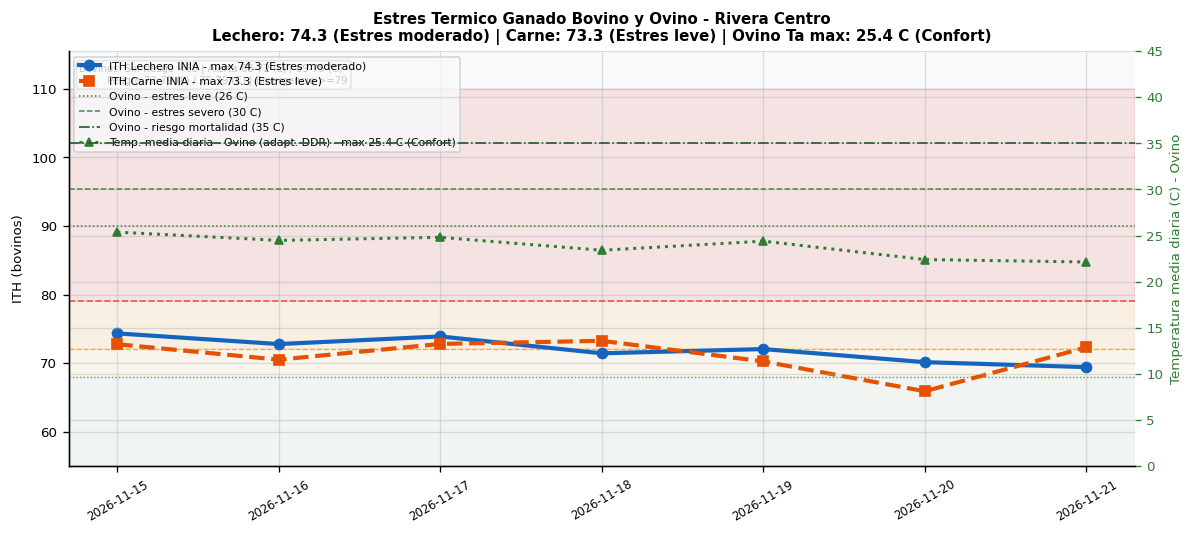 Estres Termico Ganado Bovino y Ovino - Rivera Centro
Lechero: 74.3 (Estres moderado) | Carne: 73.3 (Estres leve) | Ovino Ta max: 25.4 C (Confort)
ITH Lechero INIA - max 74.3 (Estres moderado)
ITH Carne INIA - max 73.3 (Estres leve)
Ovino - estres leve (26 C)
Ovino - estres severo (30 C)
Ovino - riesgo mortalidad (35 C)
Temp. media diaria - Ovino (adapt. DDR) - max 25.4 C (Confort)
>=79
ITH (bovinos)
110
100
90
80
70
60
45
40
35
30
25
20
15
10
5
0
Temperatura media diaria (C) - Ovino
2026-11-15
2026-11-16
2026-11-17
2026-11-18
2026-11-19
2026-11-20
2026-11-21